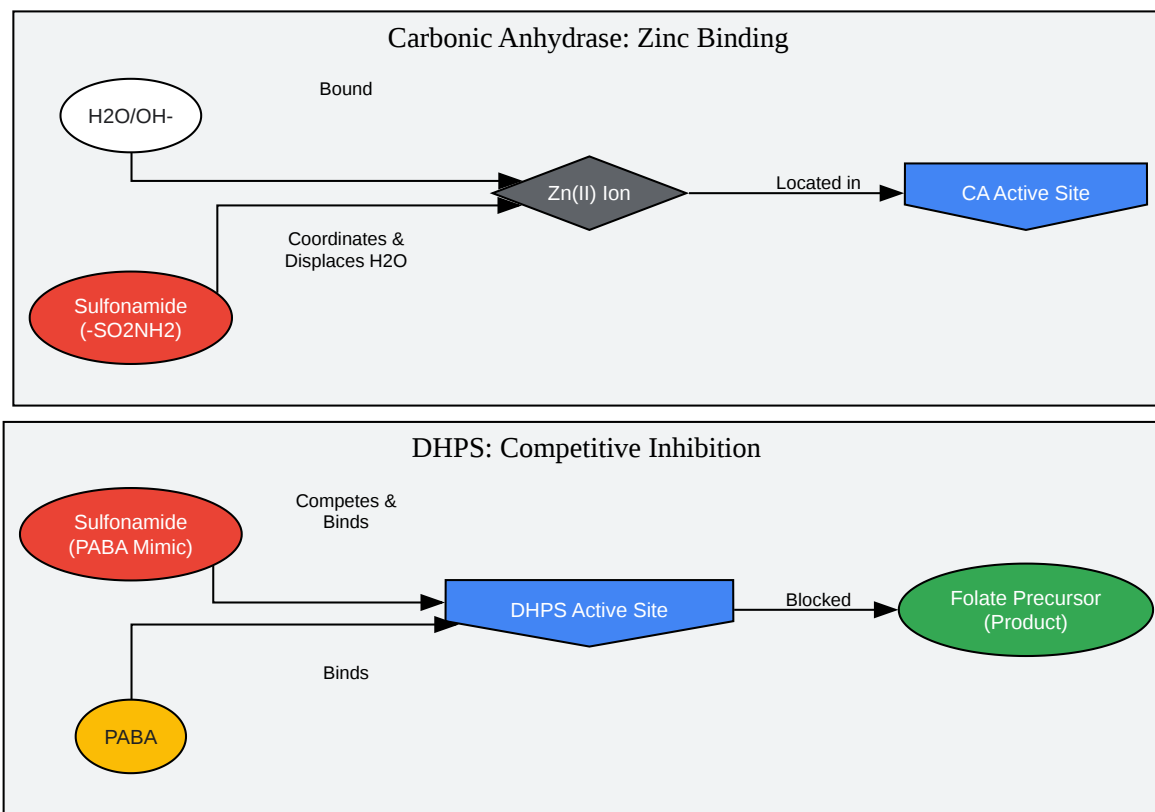 Carbonic Anhydrase: Zinc Binding
Bound
H2O/OH-
Zn(II) Ion
Located in
CA Active Site
Coordinates &
Displaces H2O
Sulfonamide
(-SO2NH2)
DHPS: Competitive Inhibition
Competes &
Binds
Sulfonamide
(PABA Mimic)
DHPS Active Site
Blocked
Folate Precursor
(Product)
Binds
PABA